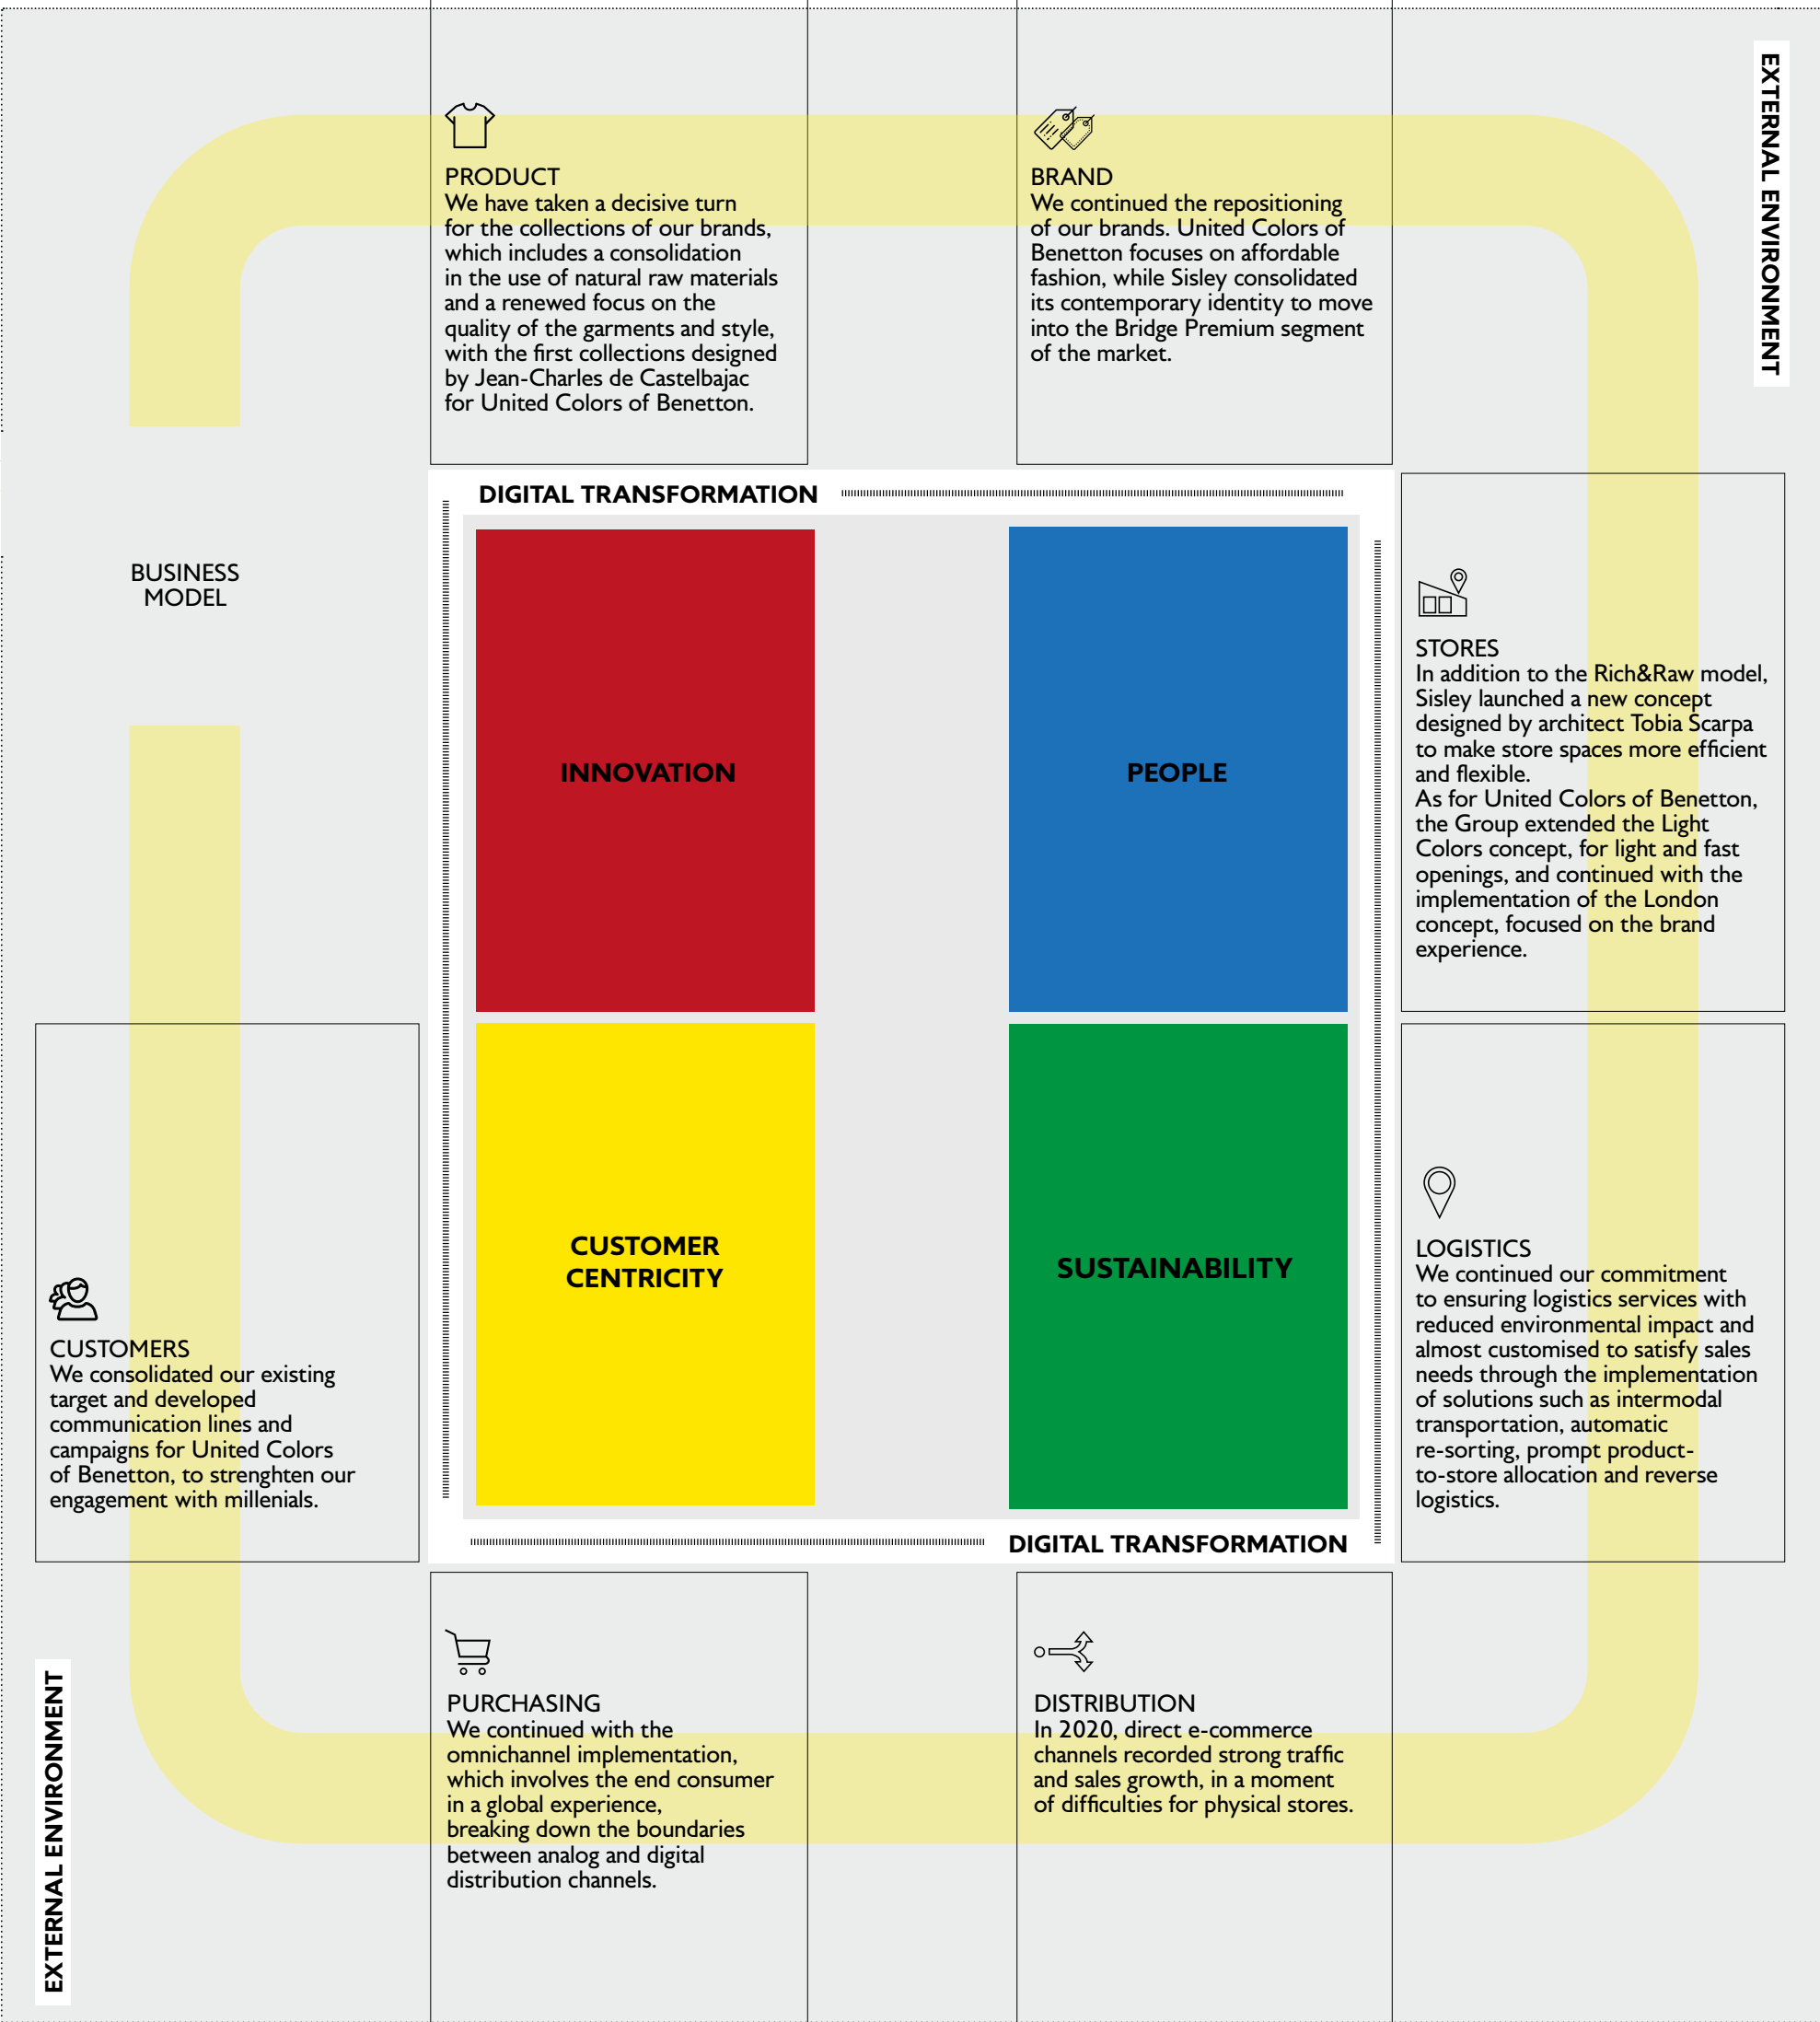 EXTERNAL ENVIRONMENT
PRODUCT
We have taken a decisive turn
for the collections of our brands,
which includes a consolidation
in the use of natural raw materials
and a renewed focus on the
quality of the garments and style,
with the first collections designed
by Jean-Charles de Castelbajac
for United Colors of Benetton.
BRAND
We continued the repositioning
of our brands. United Colors of
Benetton focuses on affordable
fashion, while Sisley consolidated
its contemporary identity to move
into the Bridge Premium segment
of the market.
DIGITAL TRANSFORMATION
BUSINESS
MODEL
INNOVATION
PEOPLE
STORES
In addition to the Rich&Raw model,
Sisley launched a new concept
designed by architect Tobia Scarpa
to make store spaces more efficient
and flexible.
As for United Colors of Benetton,
the Group extended the Light
Colors concept, for light and fast
openings, and continued with the
implementation of the London
concept, focused on the brand
experience.
CUSTOMER
CENTRICITY
SUSTAINABILITY
LOGISTICS
We continued our commitment
to ensuring logistics services with
reduced environmental impact and
almost customised to satisfy sales
needs through the implementation
of solutions such as intermodal
transportation, automatic
re-sorting, prompt product-
to-store allocation and reverse
logistics.
CUSTOMERS
We consolidated our existing
target and developed
communication lines and
campaigns for United Colors
of Benetton, to strenghten our
engagement with millenials.
DIGITAL TRANSFORMATION
PURCHASING
We continued with the
omnichannel implementation,
which involves the end consumer
in a global experience,
breaking down the boundaries
between analog and digital
distribution channels.
DISTRIBUTION
In 2020, direct e-commerce
channels recorded strong traffic
and sales growth, in a moment
of difficulties for physical stores.
EXTERNAL ENVIRONMENT